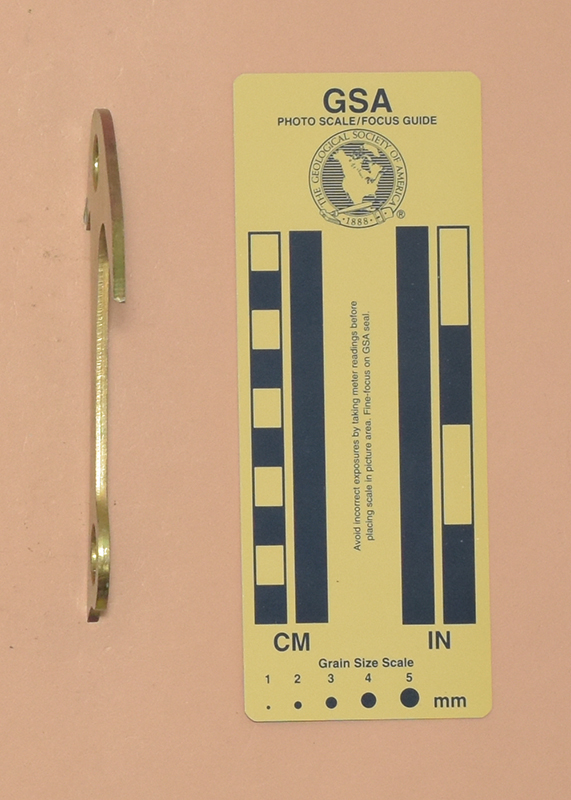 GSA
PHOTO SCALE/FOCUS GUIDE
THE GEOLOGICAL SOCIETY OF AMERICA
·1888·
®
Avoid incorrect exposures by taking meter readings before
placing scale in picture area. Fine-focus on GSA seal.
CM IN
Grain Size Scale
1 2 3 4 5
mm